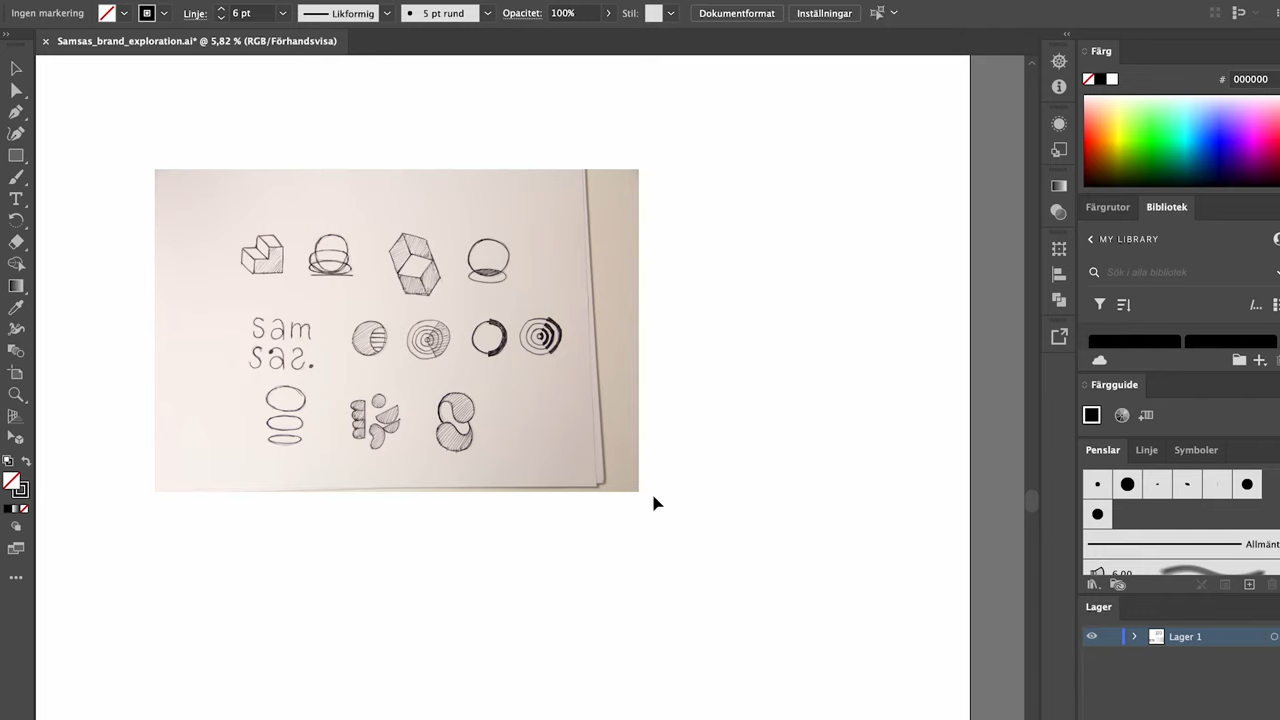 Ingen markering
Linje:
6 pt
Likformig
5 pt rund
Opacitet:
100%
Stil:
Dokumentformat
Inställningar
Samsas_brand_exploration.ai* @ 5,82 % (RGB/Förhandsvisa)
Färg
# 000000
Färgrutor
Bibliotek
MY LIBRARY
Sök i alla bibliotek
sam
sas.
Färgguide
Penslar
Linje
Symboler
Allmänt
6.00
Lager
Lager 1